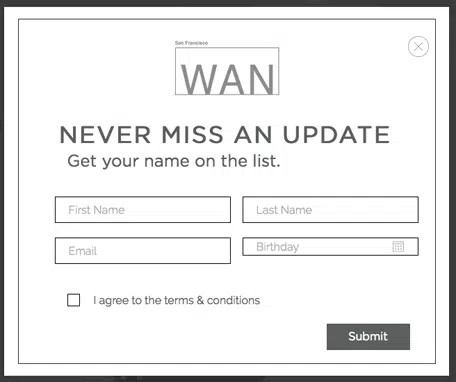 San Francisco
WAN
NEVER MISS AN UPDATE
Get your name on the list.
First Name
Last Name
Email
Birthday
I agree to the terms & conditions
Submit